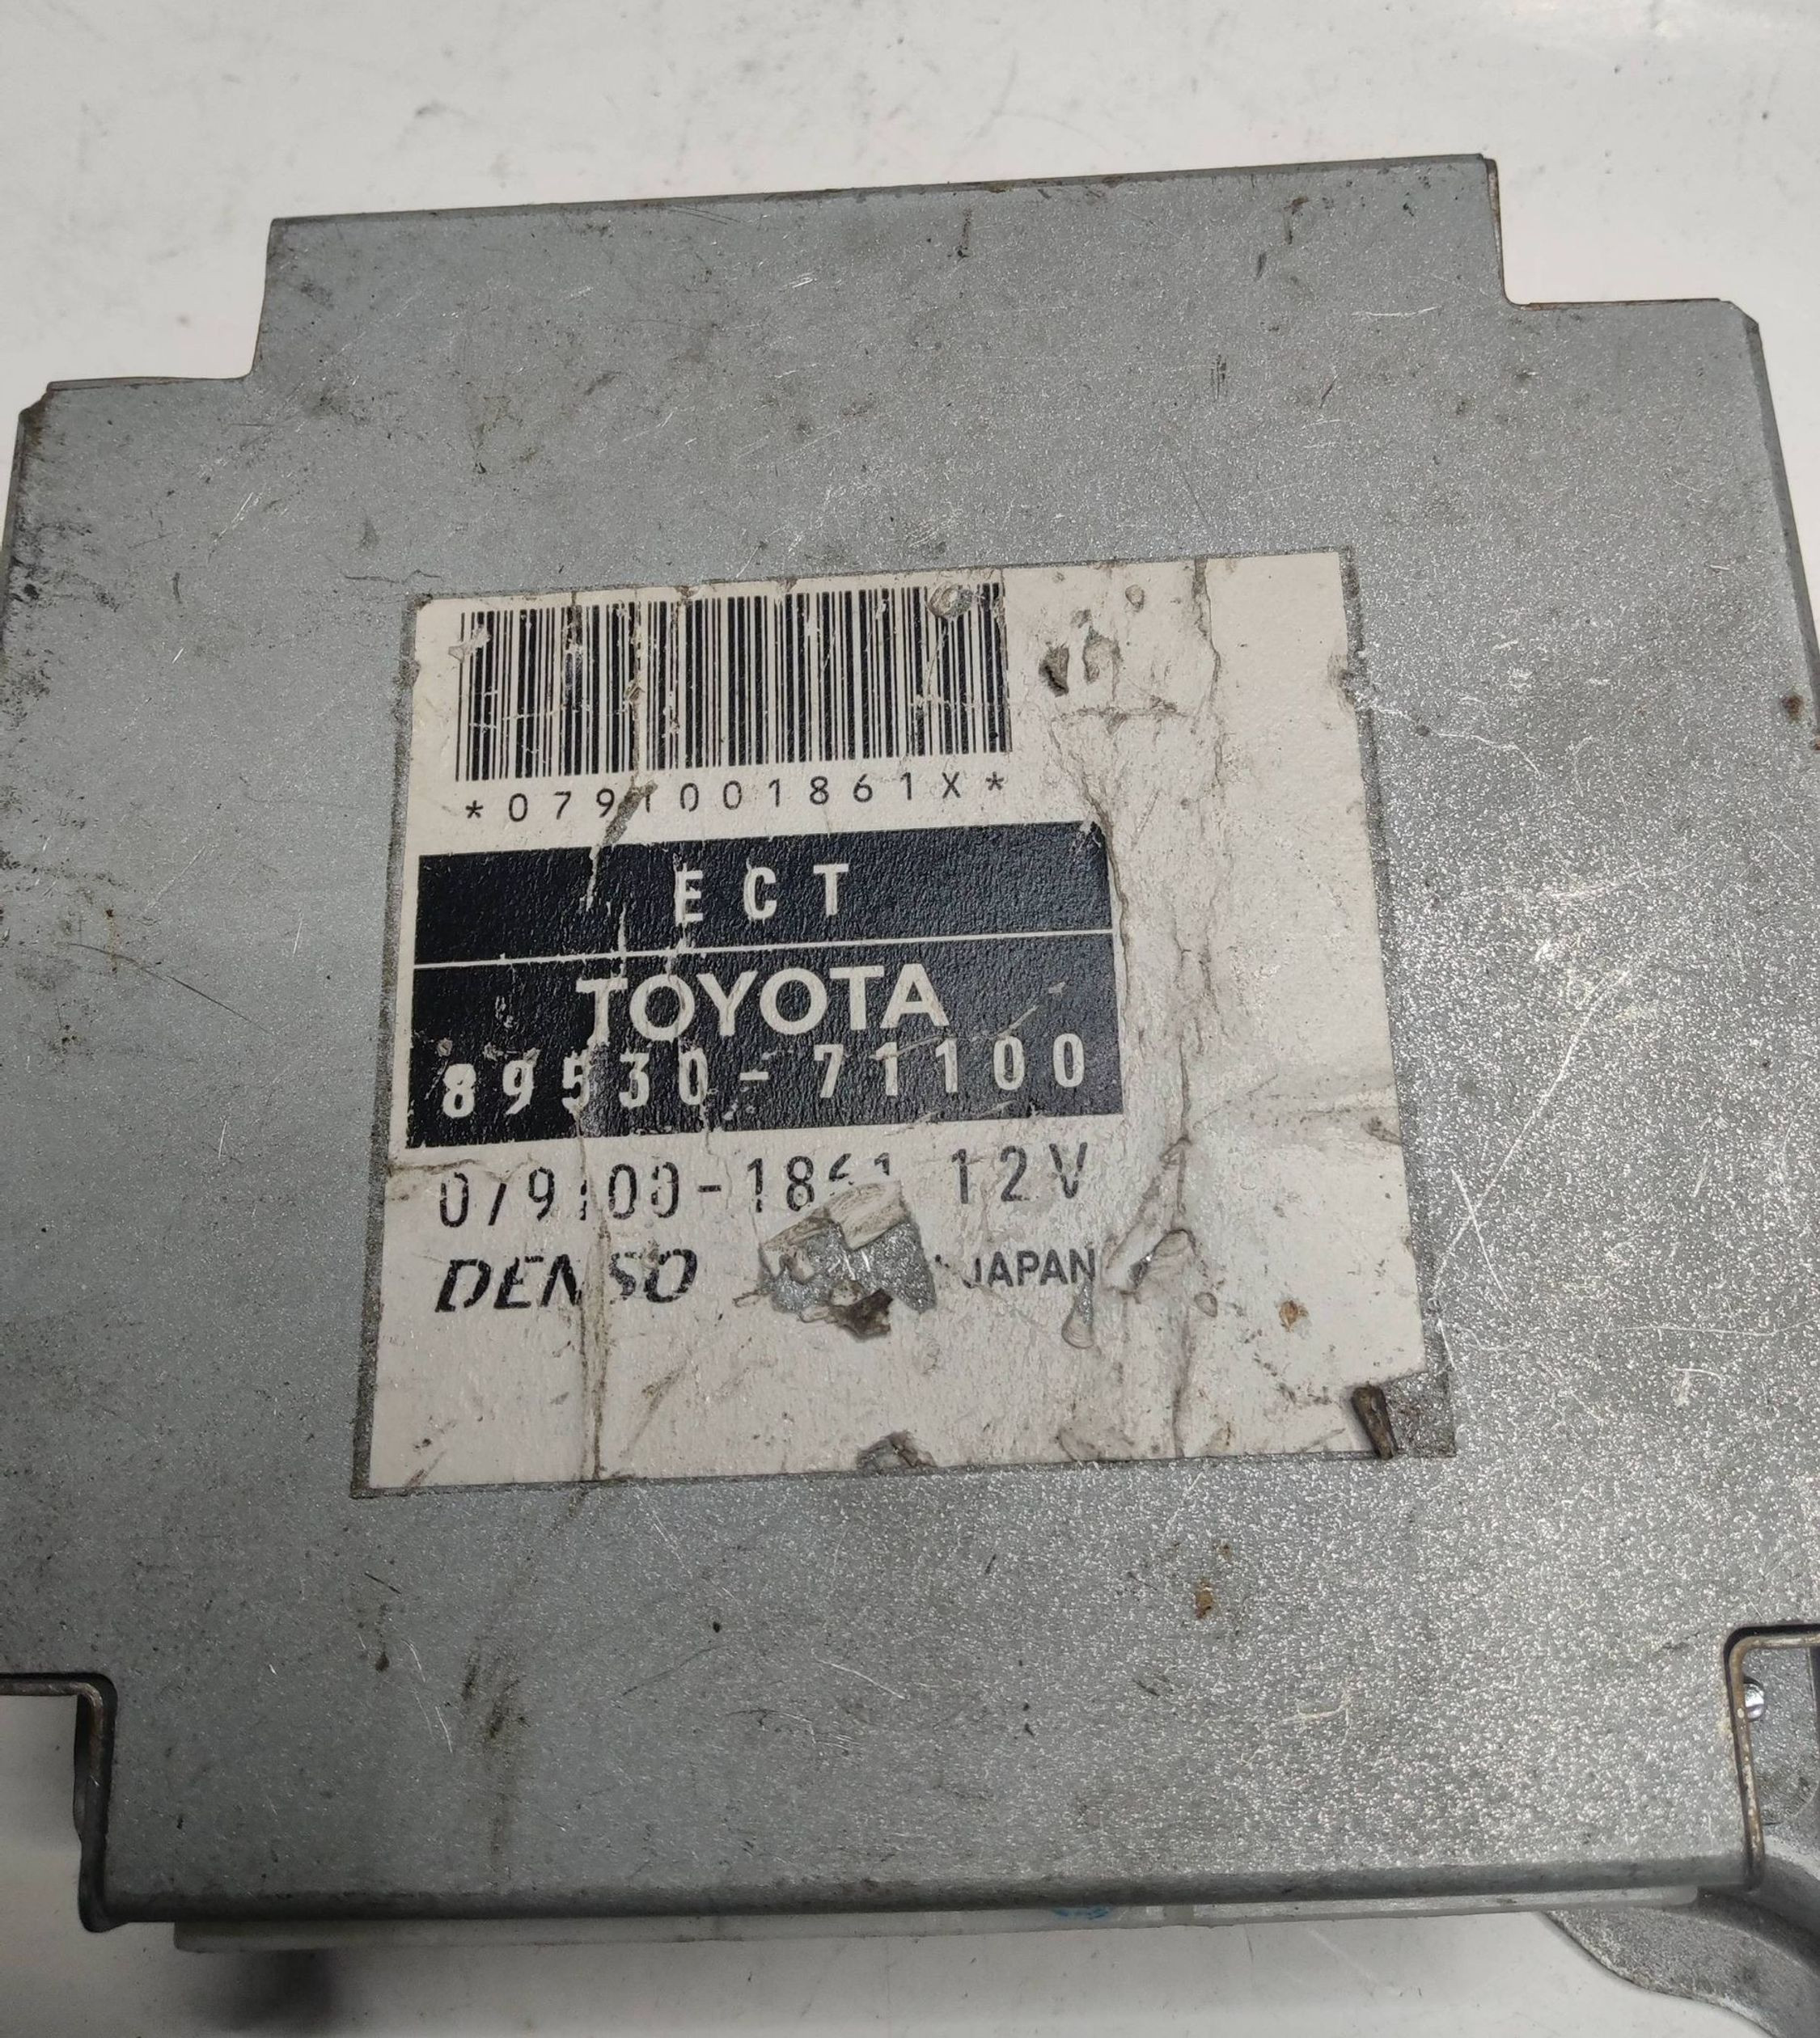 *0791001861X*
ECT
TOYOTA
89530-71100
079100-1861 12V
DENSO JAPAN